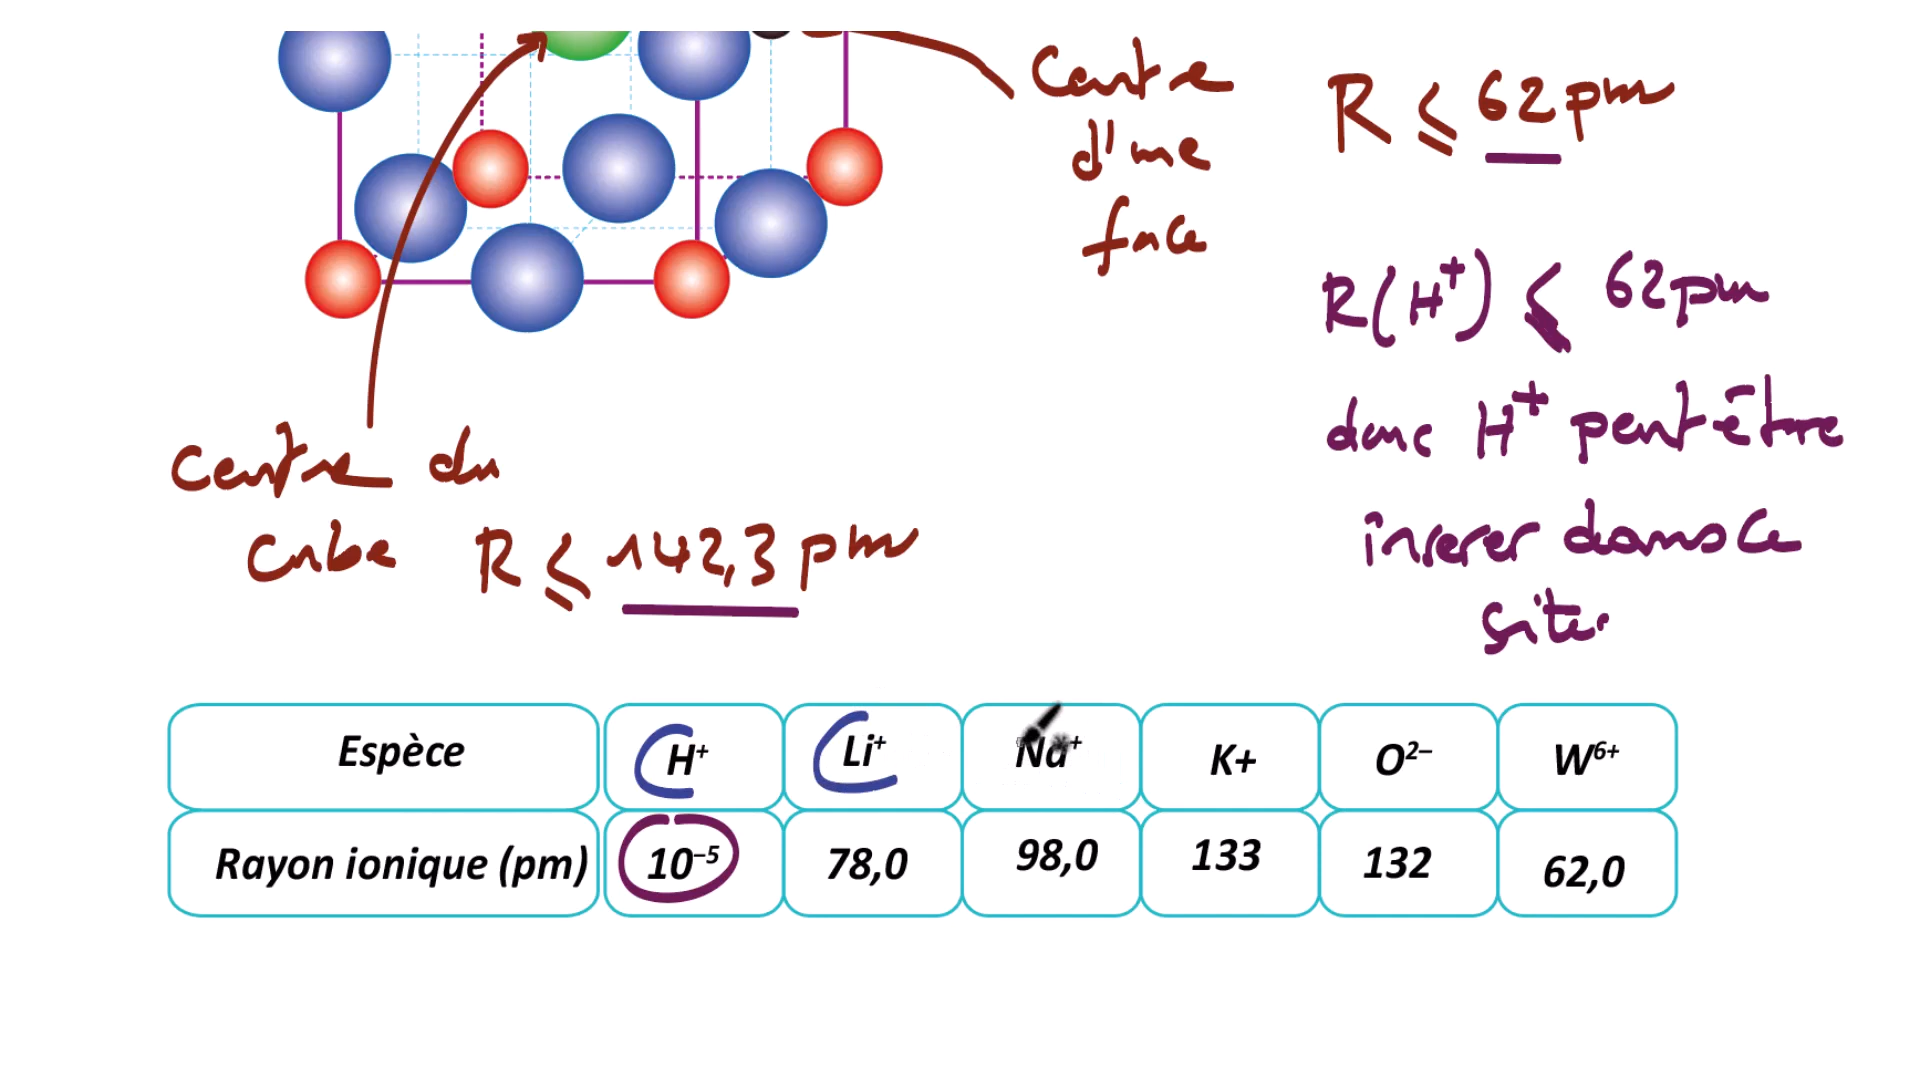 Centre
d'une
face
R ≤ 62 pm
R(H+) < 62 pm
donc H+ peut être
insérer dans ce
site.
Centre du
cube R ≤ 142,3 pm
Espèce H+ Li+ Na+ K+ O2– W6+
Rayon ionique (pm) 10–5 78,0 98,0 133 132 62,0